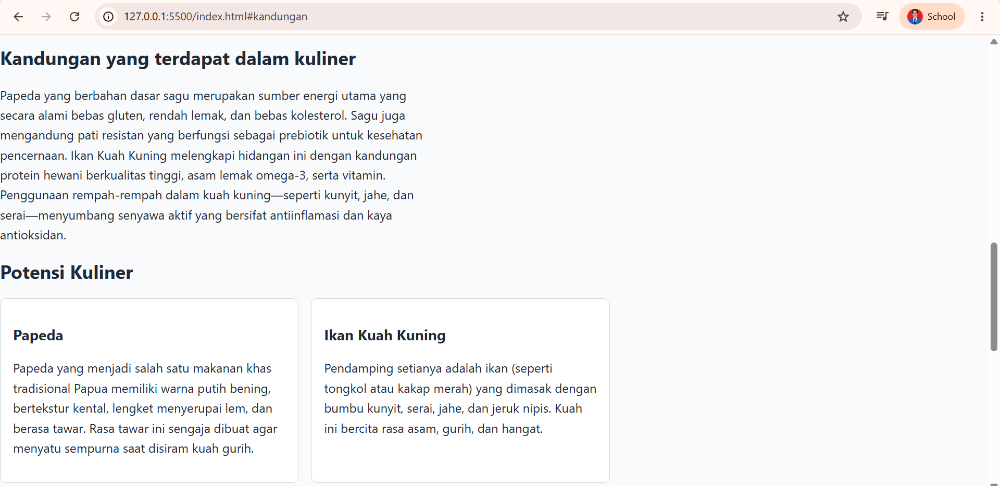 127.0.0.1:5500/index.html#kandungan
School
Kandungan yang terdapat dalam kuliner
Papeda yang berbahan dasar sagu merupakan sumber energi utama yang
secara alami bebas gluten, rendah lemak, dan bebas kolesterol. Sagu juga
mengandung pati resistan yang berfungsi sebagai prebiotik untuk kesehatan
pencernaan. Ikan Kuah Kuning melengkapi hidangan ini dengan kandungan
protein hewani berkualitas tinggi, asam lemak omega-3, serta vitamin.
Penggunaan rempah-rempah dalam kuah kuning—seperti kunyit, jahe, dan
serai—menyumbang senyawa aktif yang bersifat antiinflamasi dan kaya
antioksidan.
Potensi Kuliner
Papeda
Papeda yang menjadi salah satu makanan khas
tradisional Papua memiliki warna putih bening,
bertekstur kental, lengket menyerupai lem, dan
berasa tawar. Rasa tawar ini sengaja dibuat agar
menyatu sempurna saat disiram kuah gurih.
Ikan Kuah Kuning
Pendamping setianya adalah ikan (seperti
tongkol atau kakap merah) yang dimasak dengan
bumbu kunyit, serai, jahe, dan jeruk nipis. Kuah
ini bercita rasa asam, gurih, dan hangat.